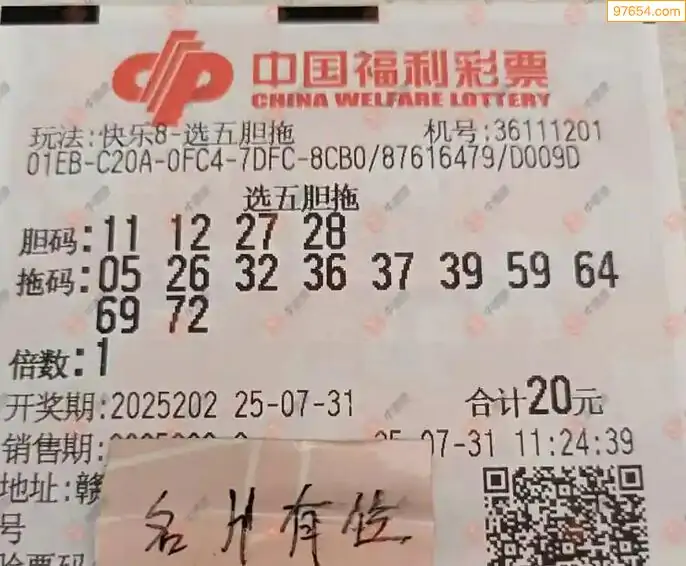 97654.com
中国福利彩票
CHINA WELFARE LOTTERY
玩法:快乐8-选五胆拖 机号:36111201
01EB-C20A-0FC4-7DFC-8CB0/87616479/D009D
选五胆拖
胆码:11 12 27 28
拖码:05 26 32 36 37 39 59 64
69 72
倍数:1
开奖期:2025202 25-07-31 合计20元
销售期: 07-31 11:24:39
地址:赣
号
名片有位
验票码